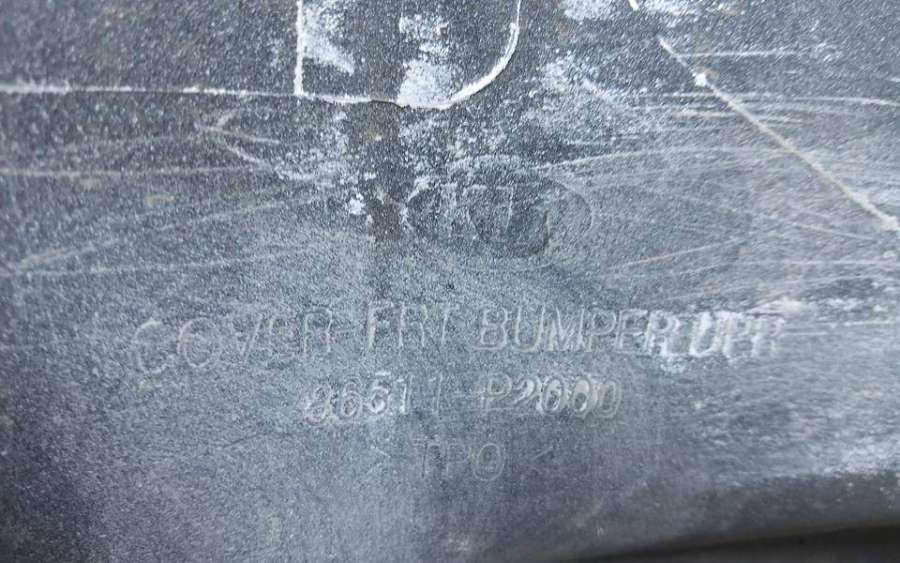 KIA
COVER-FRT BUMPER,UPR
86511-P2000
>TPO<